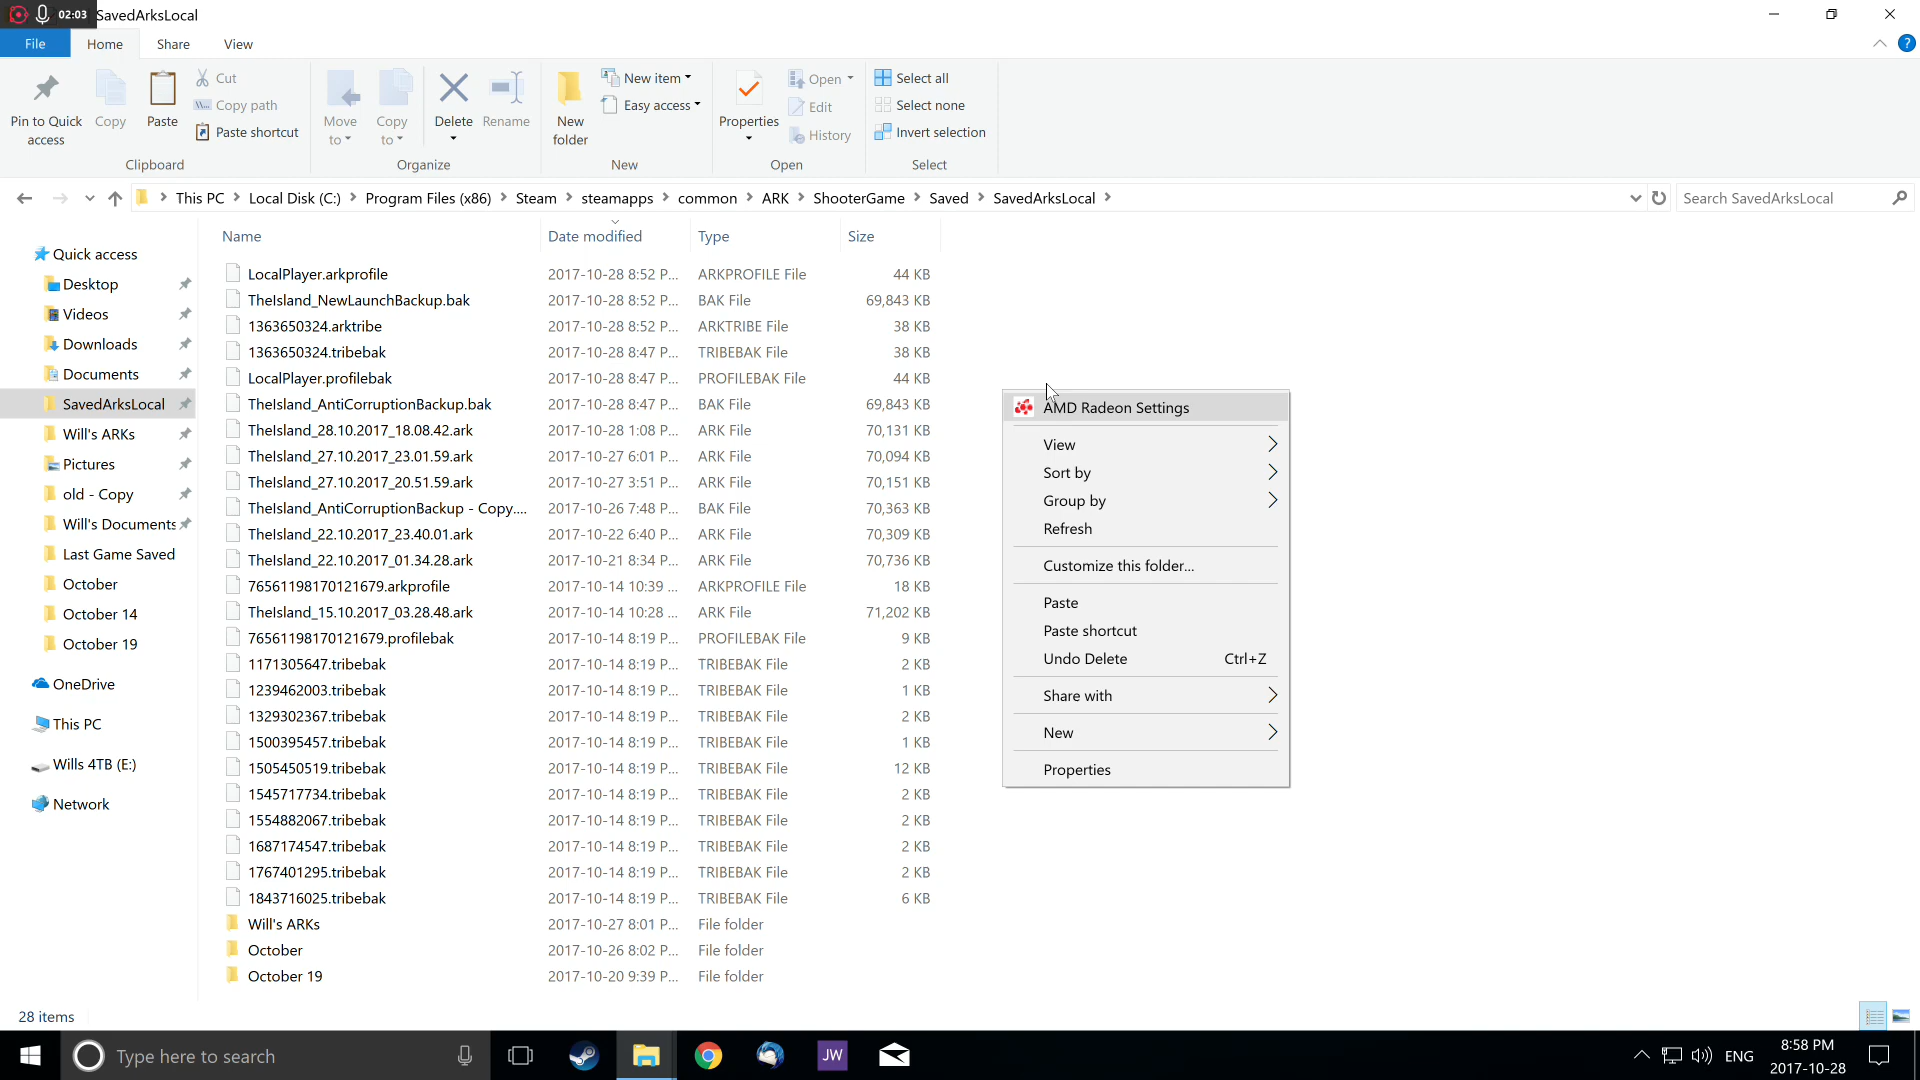 02:03 SavedArksLocal
File Home Share View
Pin to Quick access
Copy
Paste
Cut
Copy path
Paste shortcut
Clipboard
Move to
Copy to
Delete
Rename
Organize
New folder
New item
Easy access
New
Properties
Open
Edit
History
Open
Select all
Select none
Invert selection
Select
This PC Local Disk (C:) Program Files (x86) Steam steamapps common ARK ShooterGame Saved SavedArksLocal
Search SavedArksLocal
Quick access
Desktop
Videos
Downloads
Documents
SavedArksLocal
Will's ARKs
Pictures
old - Copy
Will's Documents
Last Game Saved
October
October 14
October 19
OneDrive
This PC
Wills 4TB (E:)
Network
Name Date modified Type Size
LocalPlayer.arkprofile 2017-10-28 8:52 P... ARKPROFILE File 44 KB
TheIsland_NewLaunchBackup.bak 2017-10-28 8:52 P... BAK File 69,843 KB
1363650324.arktribe 2017-10-28 8:52 P... ARKTRIBE File 38 KB
1363650324.tribebak 2017-10-28 8:47 P... TRIBEBAK File 38 KB
LocalPlayer.profilebak 2017-10-28 8:47 P... PROFILEBAK File 44 KB
TheIsland_AntiCorruptionBackup.bak 2017-10-28 8:47 P... BAK File 69,843 KB
TheIsland_28.10.2017_18.08.42.ark 2017-10-28 1:08 P... ARK File 70,131 KB
TheIsland_27.10.2017_23.01.59.ark 2017-10-27 6:01 P... ARK File 70,094 KB
TheIsland_27.10.2017_20.51.59.ark 2017-10-27 3:51 P... ARK File 70,151 KB
TheIsland_AntiCorruptionBackup - Copy.... 2017-10-26 7:48 P... BAK File 70,363 KB
TheIsland_22.10.2017_23.40.01.ark 2017-10-22 6:40 P... ARK File 70,309 KB
TheIsland_22.10.2017_01.34.28.ark 2017-10-21 8:34 P... ARK File 70,736 KB
76561198170121679.arkprofile 2017-10-14 10:39 ... ARKPROFILE File 18 KB
TheIsland_15.10.2017_03.28.48.ark 2017-10-14 10:28 ... ARK File 71,202 KB
76561198170121679.profilebak 2017-10-14 8:19 P... PROFILEBAK File 9 KB
1171305647.tribebak 2017-10-14 8:19 P... TRIBEBAK File 2 KB
1239462003.tribebak 2017-10-14 8:19 P... TRIBEBAK File 1 KB
1329302367.tribebak 2017-10-14 8:19 P... TRIBEBAK File 2 KB
1500395457.tribebak 2017-10-14 8:19 P... TRIBEBAK File 1 KB
1505450519.tribebak 2017-10-14 8:19 P... TRIBEBAK File 12 KB
1545717734.tribebak 2017-10-14 8:19 P... TRIBEBAK File 2 KB
1554882067.tribebak 2017-10-14 8:19 P... TRIBEBAK File 2 KB
1687174547.tribebak 2017-10-14 8:19 P... TRIBEBAK File 2 KB
1767401295.tribebak 2017-10-14 8:19 P... TRIBEBAK File 2 KB
1843716025.tribebak 2017-10-14 8:19 P... TRIBEBAK File 6 KB
Will's ARKs 2017-10-27 8:01 P... File folder
October 2017-10-26 8:02 P... File folder
October 19 2017-10-20 9:39 P... File folder
AMD Radeon Settings
View
Sort by
Group by
Refresh
Customize this folder...
Paste
Paste shortcut
Undo Delete Ctrl+Z
Share with
New
Properties
28 items
Type here to search
JW
ENG
8:58 PM
2017-10-28